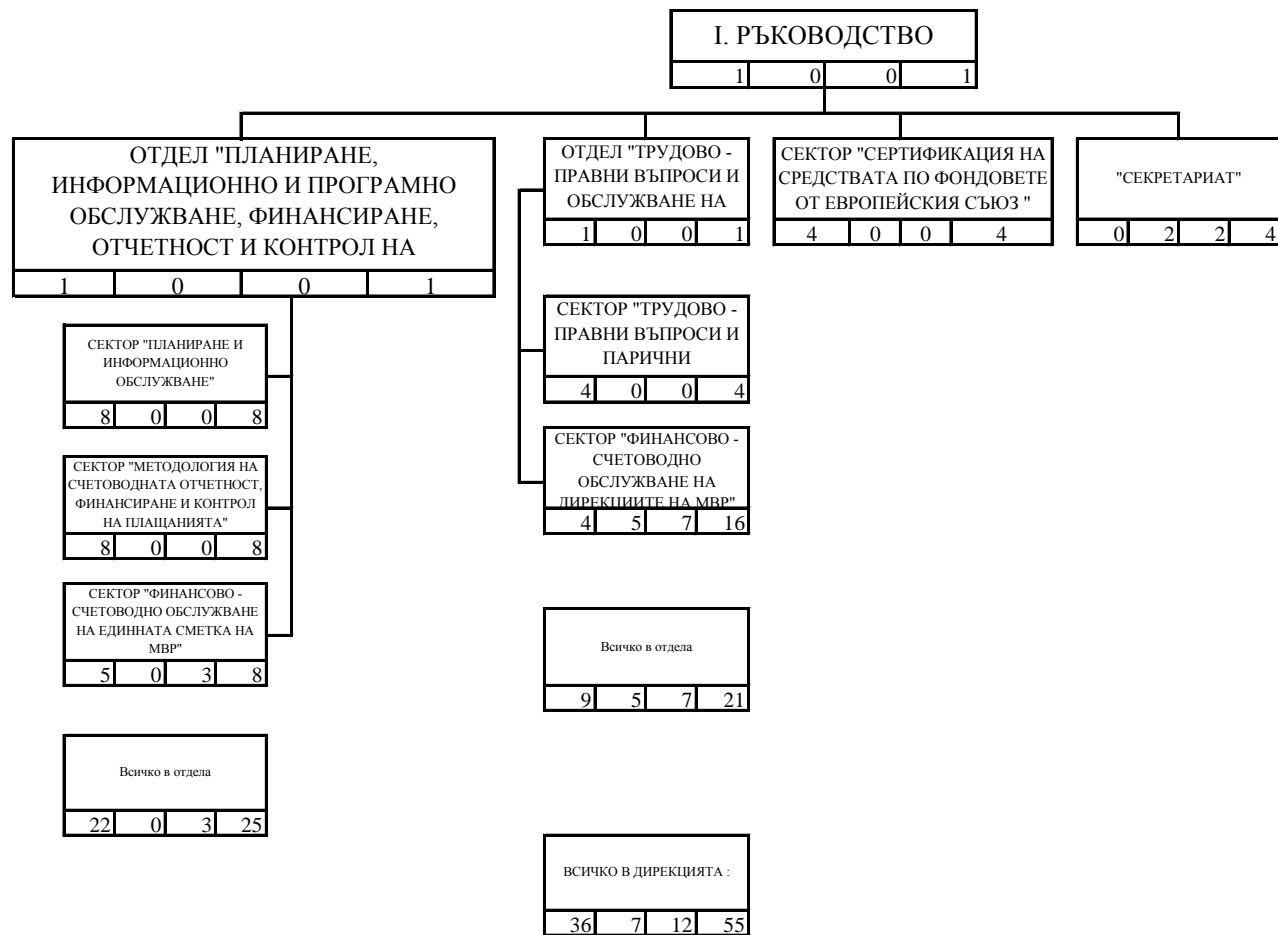 І. РЪКОВОДСТВО
1 0 0 1
ОТДЕЛ "ПЛАНИРАНЕ,
ИНФОРМАЦИОННО И ПРОГРАМНО
ОБСЛУЖВАНЕ, ФИНАНСИРАНЕ,
ОТЧЕТНОСТ И КОНТРОЛ НА
1 0 0 1
СЕКТОР "ПЛАНИРАНЕ И
ИНФОРМАЦИОННО
ОБСЛУЖВАНЕ"
8 0 0 8
СЕКТОР "МЕТОДОЛОГИЯ НА
СЧЕТОВОДНАТА ОТЧЕТНОСТ,
ФИНАНСИРАНЕ И КОНТРОЛ
НА ПЛАЩАНИЯТА"
8 0 0 8
СЕКТОР "ФИНАНСОВО -
СЧЕТОВОДНО ОБСЛУЖВАНЕ
НА ЕДИННАТА СМЕТКА НА
МВР"
5 0 3 8
Всичко в отдела
22 0 3 25
ОТДЕЛ "ТРУДОВО -
ПРАВНИ ВЪПРОСИ И
ОБСЛУЖВАНЕ НА
1 0 0 1
СЕКТОР "ТРУДОВО -
ПРАВНИ ВЪПРОСИ И
ПАРИЧНИ
4 0 0 4
СЕКТОР "ФИНАНСОВО -
СЧЕТОВОДНО
ОБСЛУЖВАНЕ НА
ДИРЕКЦИИТЕ НА МВР"
4 5 7 16
Всичко в отдела
9 5 7 21
СЕКТОР "СЕРТИФИКАЦИЯ НА
СРЕДСТВАТА ПО ФОНДОВЕТЕ
ОТ ЕВРОПЕЙСКИЯ СЪЮЗ "
4 0 0 4
"СЕКРЕТАРИАТ"
0 2 2 4
ВСИЧКО В ДИРЕКЦИЯТА :
36 7 12 55